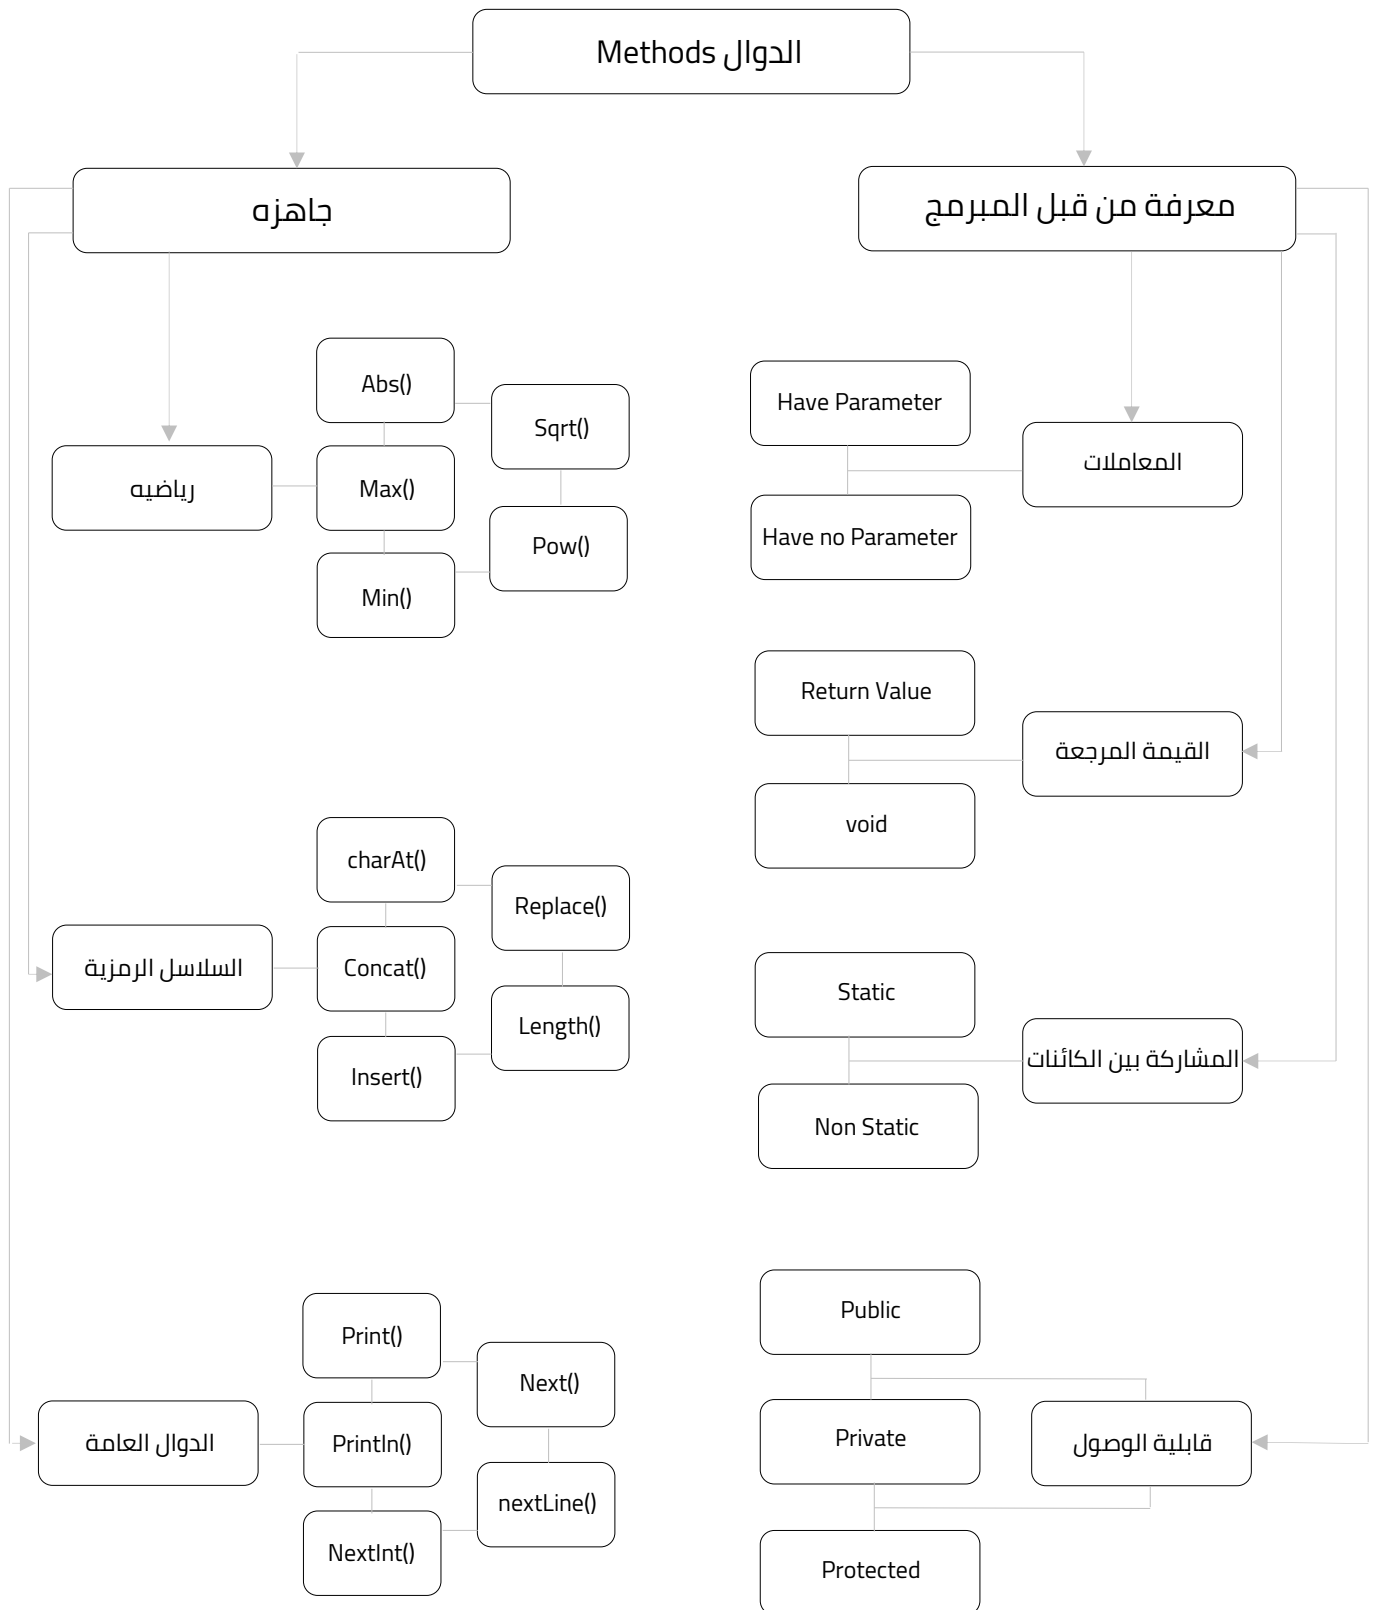 الدوال Methods
معرفة من قبل المبرمج
جاهزه
المعاملات
Have Parameter
Have no Parameter
القيمة المرجعة
Return Value
void
المشاركة بين الكائنات
Static
Non Static
قابلية الوصول
Public
Private
Protected
رياضيه
Abs()
Max()
Min()
Sqrt()
Pow()
السلاسل الرمزية
charAt()
Concat()
Insert()
Replace()
Length()
الدوال العامة
Print()
Println()
NextInt()
Next()
nextLine()